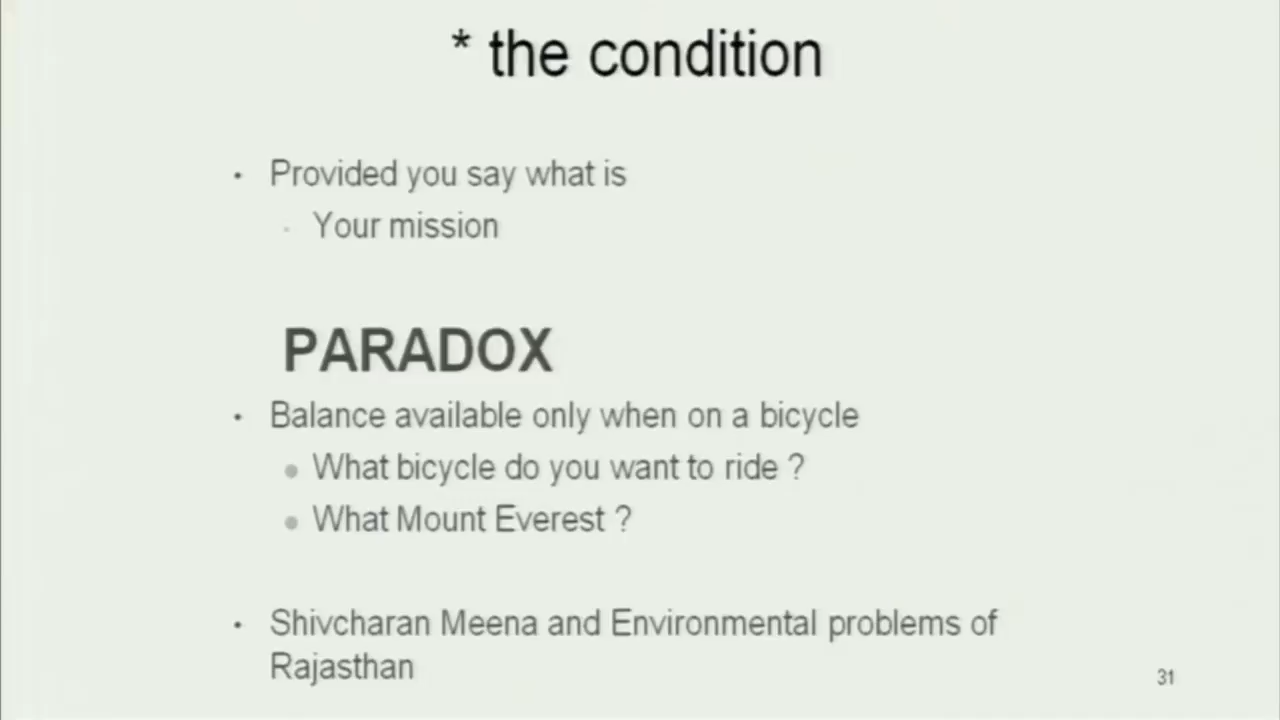 * the condition
• Provided you say what is
• Your mission
PARADOX
• Balance available only when on a bicycle
• What bicycle do you want to ride ?
• What Mount Everest ?
• Shivcharan Meena and Environmental problems of
Rajasthan
31